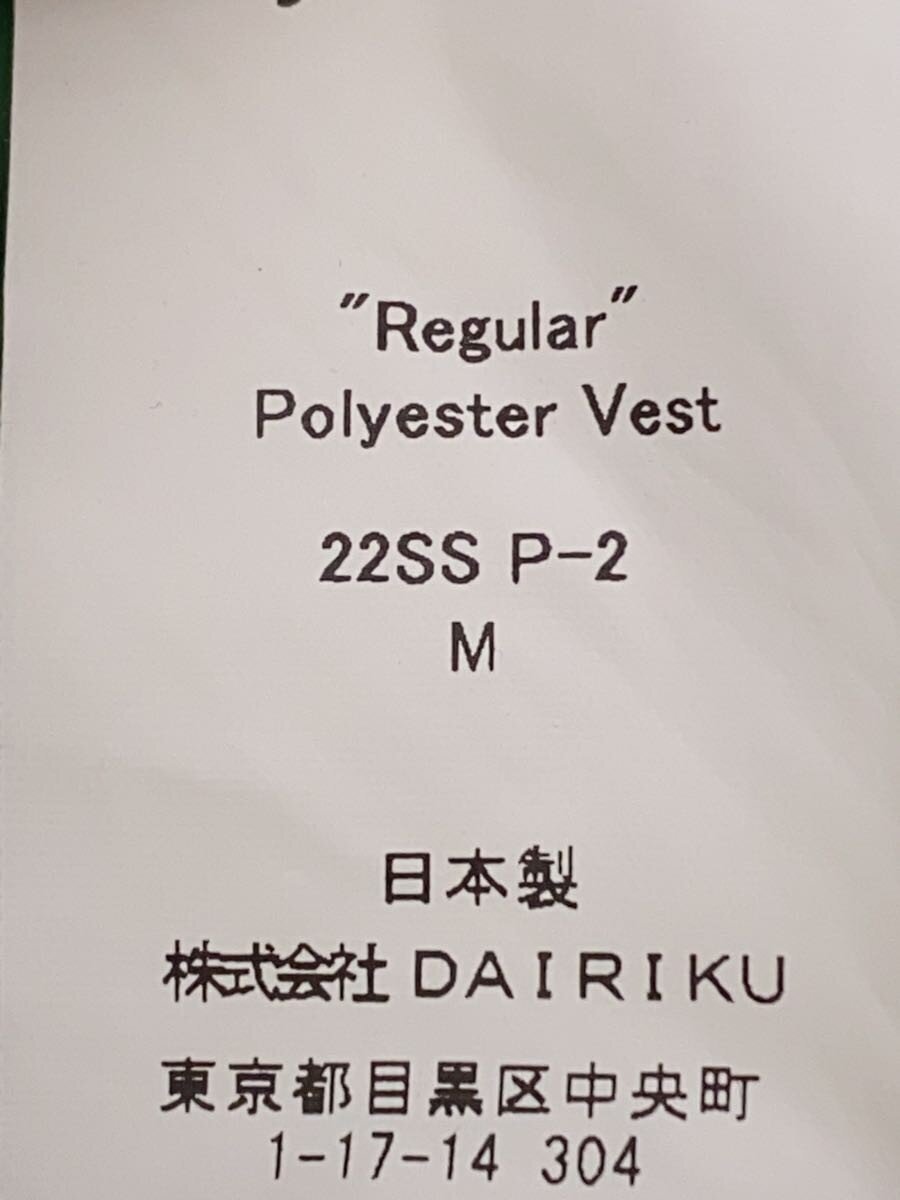 "Regular"
Polyester Vest
22SS P-2
M
日本製
株式会社 DAIRIKU
東京都目黒区中央町
1-17-14 304